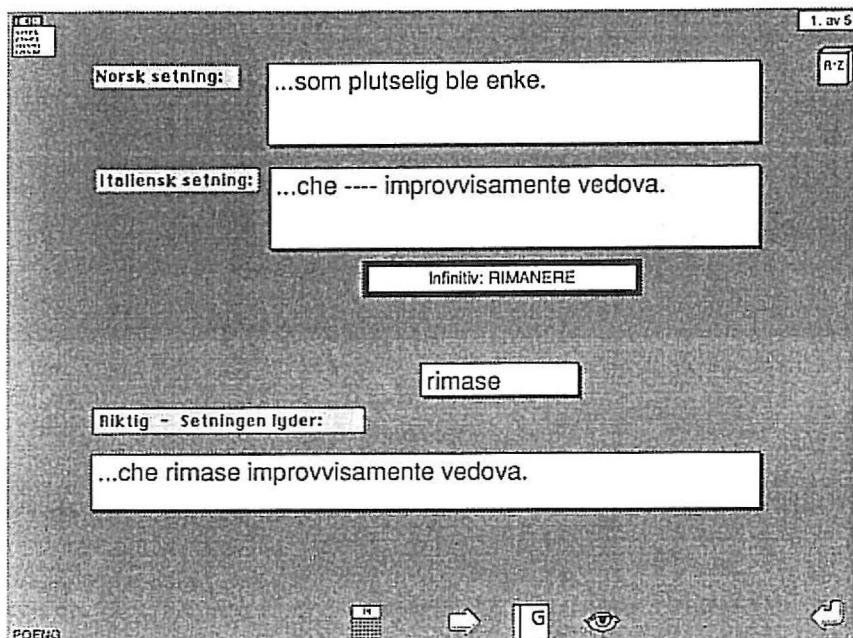 1. av 5
A-Z
Norsk setning:
...som plutselig ble enke.
Italiensk setning:
...che ---- improvvisamente vedova.
Infinitiv: RIMANERE
rimase
Riktig - Setningen lyder:
...che rimase improvvisamente vedova.
G
POENG